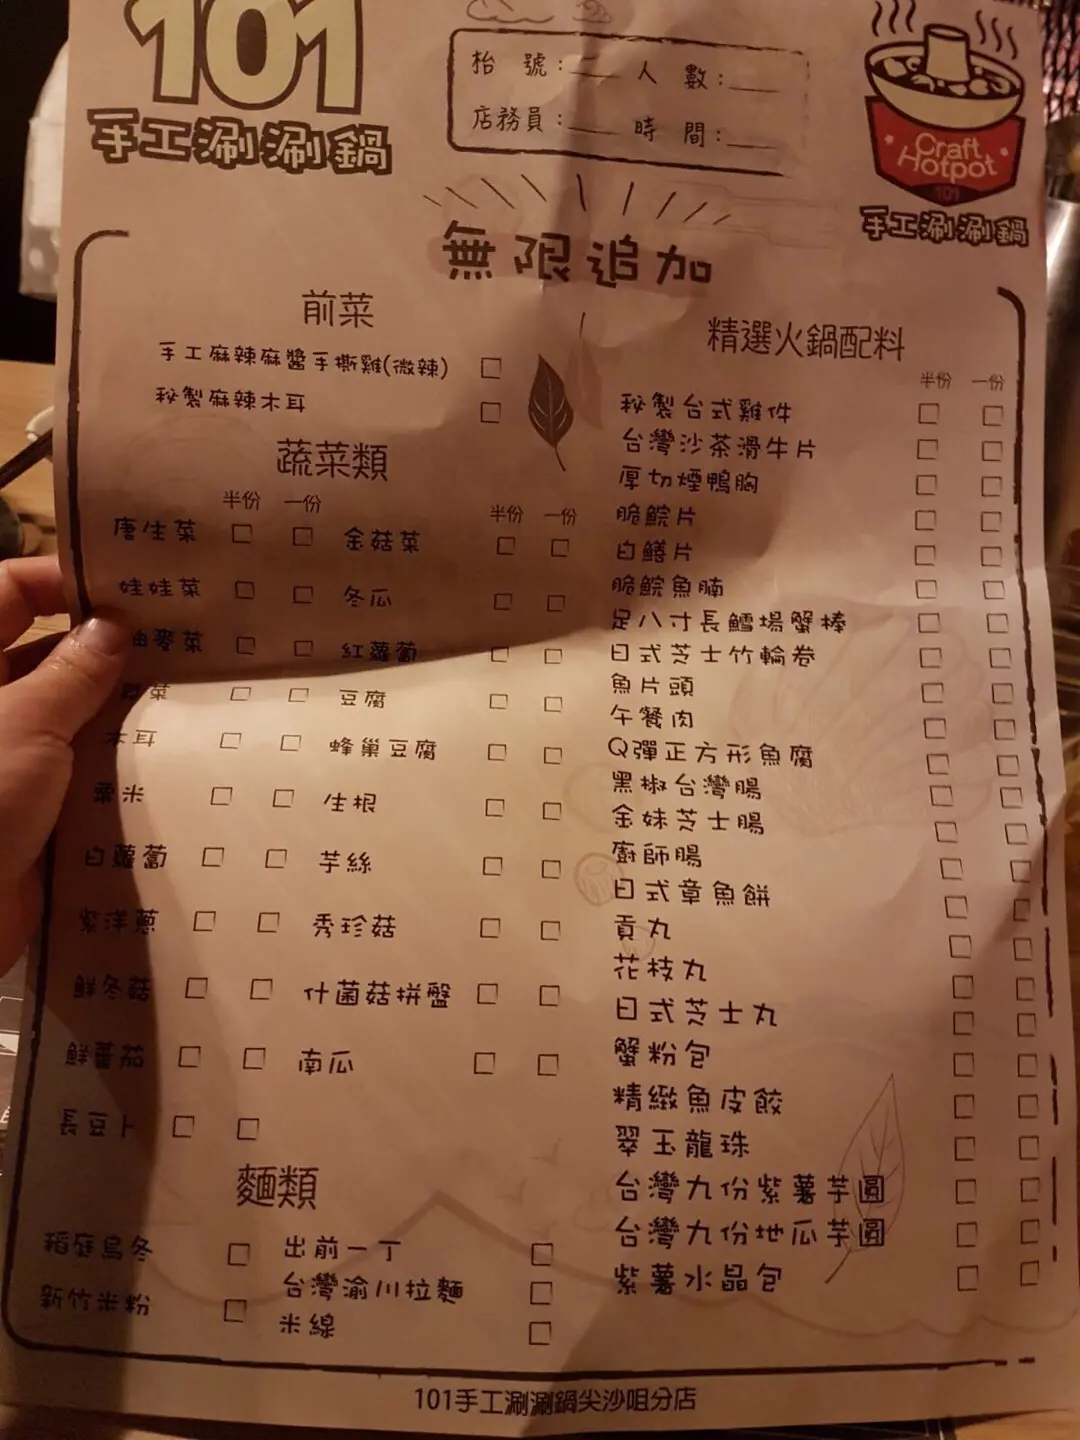 101
手工涮涮鍋
枱 號：___ 人 數：___
店務員：___ 時 間：___
Craft
Hotpot
101
手工涮涮鍋
無限追加
前菜
手工麻辣麻醬手撕雞(微辣) □
秘製麻辣木耳 □
蔬菜類
半份 一份 半份 一份
唐生菜 □ □ 金菇菜 □ □
娃娃菜 □ □ 冬瓜 □ □
油麥菜 □ □ 紅蘿蔔 □ □
菜 □ □ 豆腐 □ □
木耳 □ □ 蜂巢豆腐 □ □
粟米 □ □ 生根 □ □
白蘿蔔 □ □ 芋絲 □ □
紫洋蔥 □ □ 秀珍菇 □ □
鮮冬菇 □ □ 什菌菇拼盤 □ □
鮮蕃茄 □ □ 南瓜 □ □
長豆卜 □ □
麵類
稻庭烏冬 □ 出前一丁 □
新竹米粉 □ 台灣渝川拉麵 □
米線 □
精選火鍋配料
半份 一份
秘製台式雞件 □ □
台灣沙茶滑牛片 □ □
厚切煙鴨胸 □ □
脆鯇片 □ □
白鱔片 □ □
脆鯇魚腩 □ □
足八寸長鱈場蟹棒 □ □
日式芝士竹輪卷 □ □
魚片頭 □ □
午餐肉 □ □
Q彈正方形魚腐 □ □
黑椒台灣腸 □ □
金妹芝士腸 □ □
廚師腸 □ □
日式章魚餅 □ □
貢丸 □ □
花枝丸 □ □
日式芝士丸 □ □
蟹粉包 □ □
精緻魚皮餃 □ □
翠玉龍珠 □ □
台灣九份紫薯芋圓 □ □
台灣九份地瓜芋圓 □ □
紫薯水晶包 □ □
101手工涮涮鍋尖沙咀分店